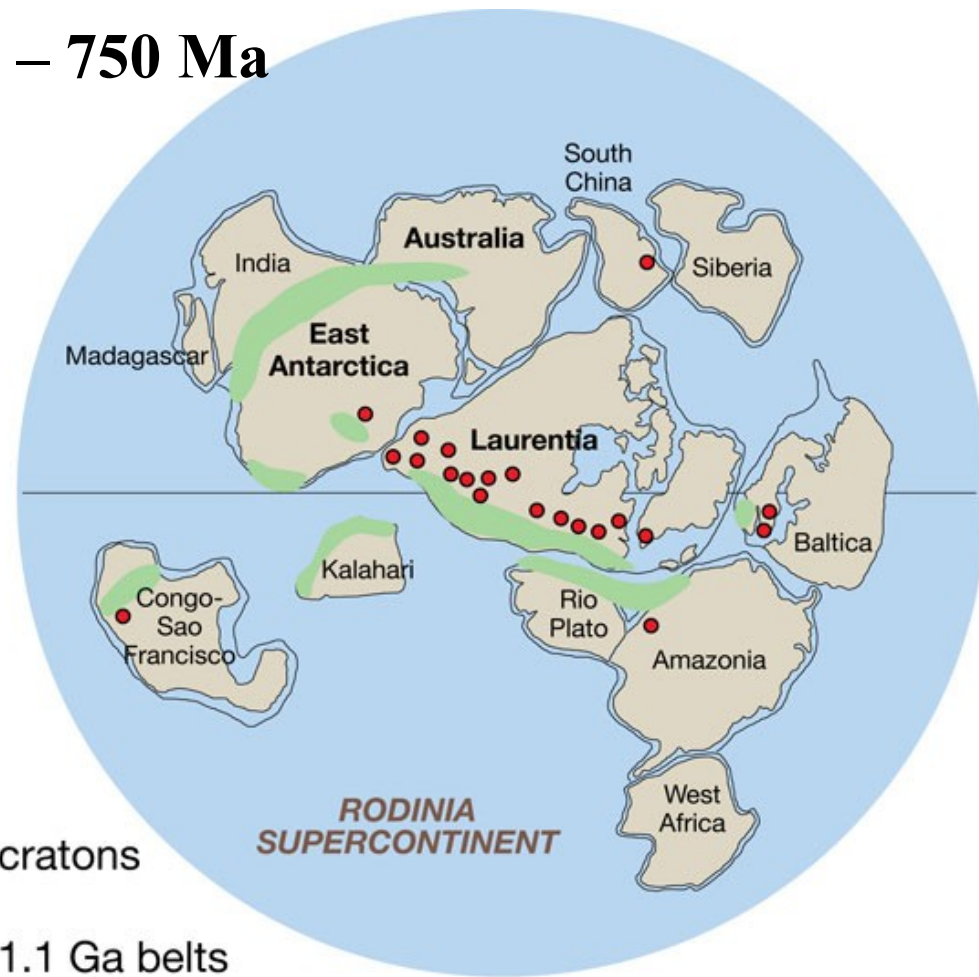 – 750 Ma
South
China
Australia
India
Siberia
East
Antarctica
Madagascar
Laurentia
Baltica
Kalahari
Congo-
Sao
Francisco
Rio
Plato
Amazonia
West
Africa
RODINIA
SUPERCONTINENT
cratons
1.1 Ga belts